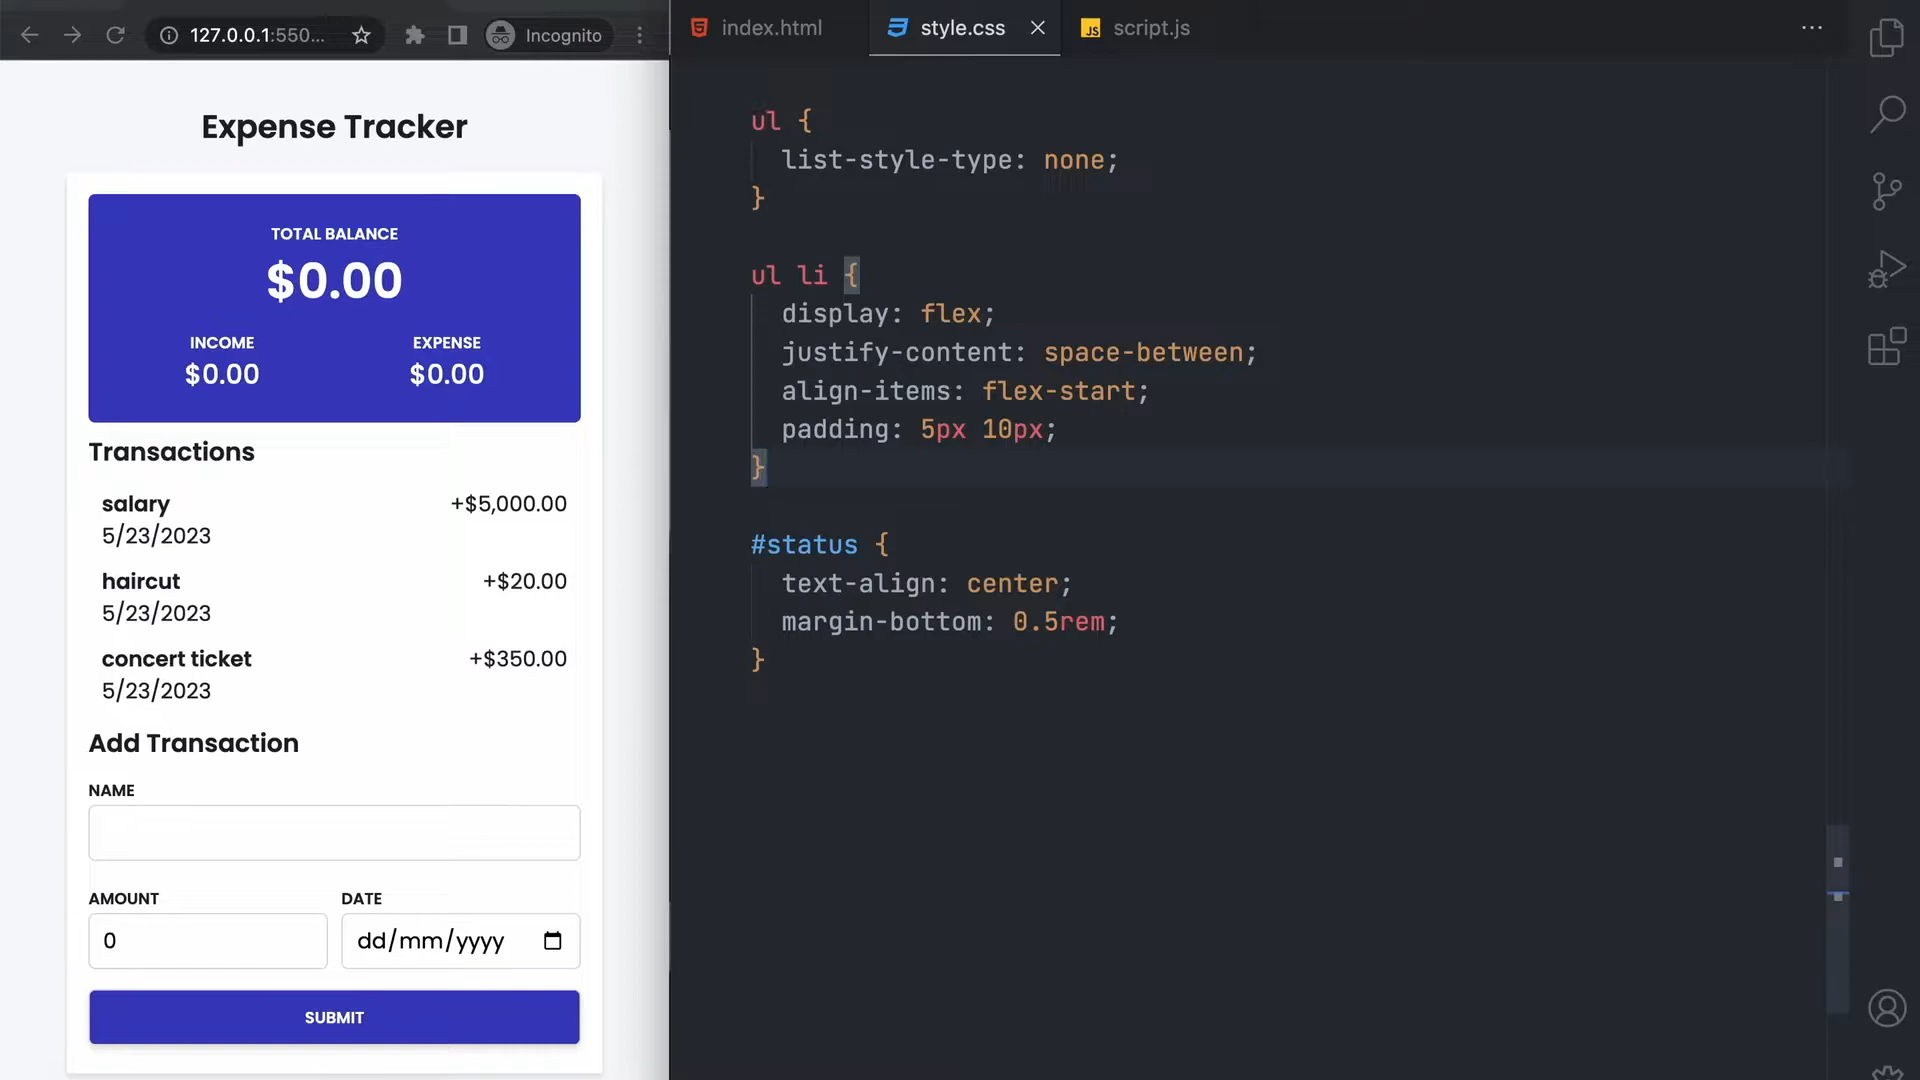 127.0.0.1:550...
Incognito
Expense Tracker
TOTAL BALANCE
$0.00
INCOME
EXPENSE
$0.00
$0.00
Transactions
salary
+$5,000.00
5/23/2023
haircut
+$20.00
5/23/2023
concert ticket
+$350.00
5/23/2023
Add Transaction
NAME
AMOUNT
DATE
0
dd/mm/yyyy
SUBMIT
index.html
style.css
JS script.js
ul {
list-style-type: none;
}
ul li {
display: flex;
justify-content: space-between;
align-items: flex-start;
padding: 5px 10px;
}
#status {
text-align: center;
margin-bottom: 0.5rem;
}